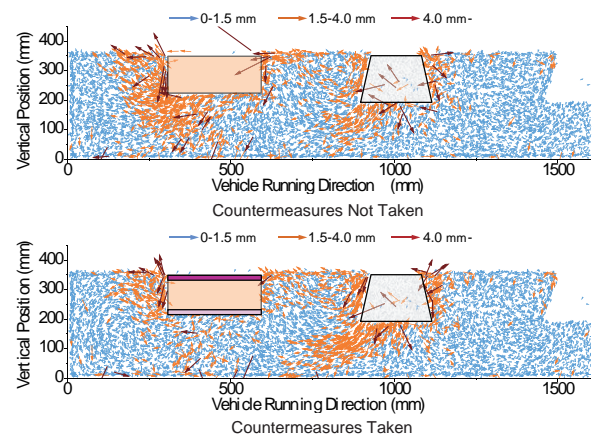 0-1.5 mm 1.5-4.0 mm 4.0 mm-
Vertical Position (mm)
400
300
200
100
0
0 500 1000 1500
Vehicle Running Direction (mm)
Countermeasures Not Taken
0-1.5 mm 1.5-4.0 mm 4.0 mm-
Vertical Position (mm)
400
300
200
100
0
0 500 1000 1500
Vehicle Running Direction (mm)
Countermeasures Taken